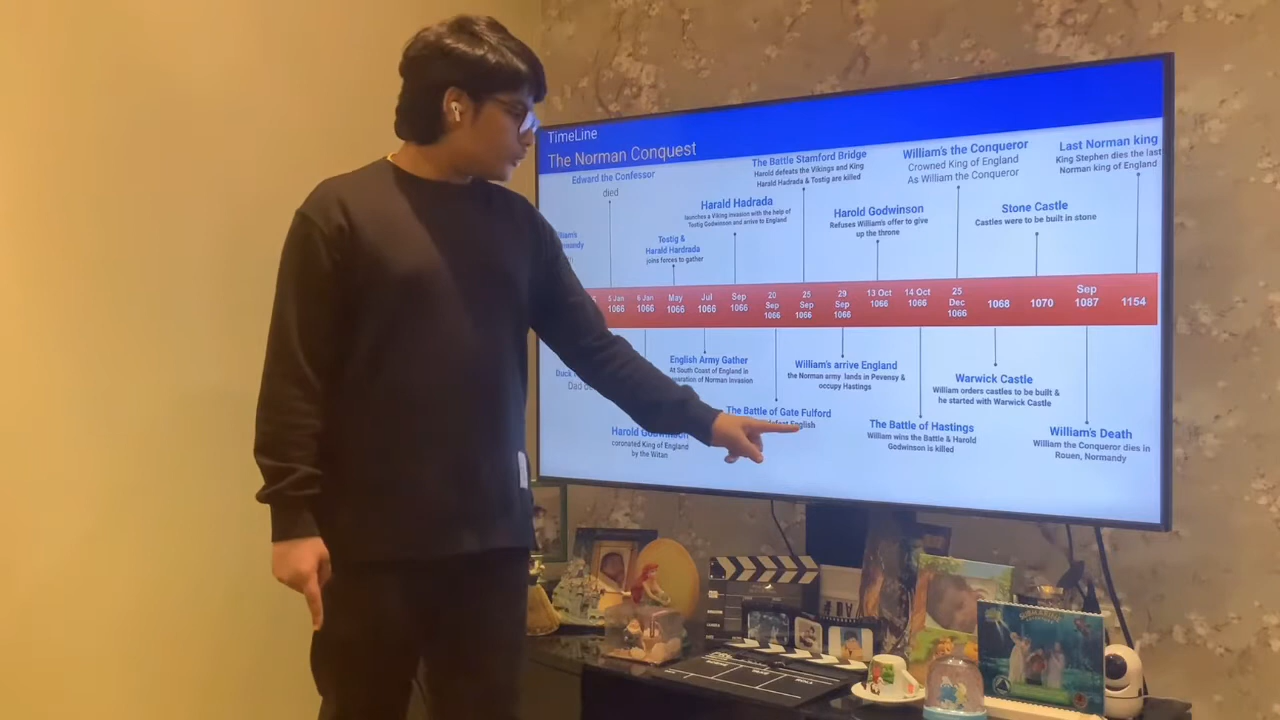 TimeLine
The Norman Conquest
Edward the Confessor
died
The Battle Stamford Bridge
Harold defeats the Vikings and King
Harald Hadrada & Tostig are killed
William's the Conqueror
Crowned King of England
As William the Conqueror
Last Norman king
King Stephen dies the last
Norman king of England
Harald Hadrada
launches a Viking invasion with the help of
Tostig Godwinson and arrive to England
Harold Godwinson
Refuses William's offer to give
up the throne
Stone Castle
Castles were to be built in stone
Tostig &
Harald Hardrada
joins forces to gather
5 Jan
1066
6 Jan
1066
May
1066
Jul
1066
Sep
1066
20
Sep
1066
25
Sep
1066
29
Sep
1066
13 Oct
1066
14 Oct
1066
25
Dec
1066
1068
1070
Sep
1087
1154
Duck
Dad
English Army Gather
At South Coast of England in
of Norman invasion
William's arrive England
the Norman army lands in Pevensy &
occupy Hastings
Warwick Castle
William orders castles to be built &
he started with Warwick Castle
The Battle of Gate Fulford
English
Harold Godwinson
coronated King of England
by the Witan
The Battle of Hastings
William wins the Battle & Harold
Godwinson is killed
William's Death
William the Conqueror dies in
Rouen, Normandy